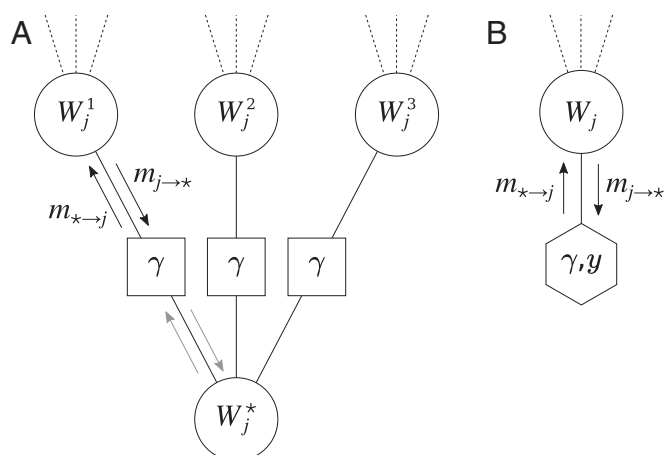 A
B
W_j^1
W_j^2
W_j^3
W_j
m_{j→⋆}
m_{⋆→j}
m_{⋆→j}
m_{j→⋆}
γ
γ
γ
γ, y
W_j^⋆